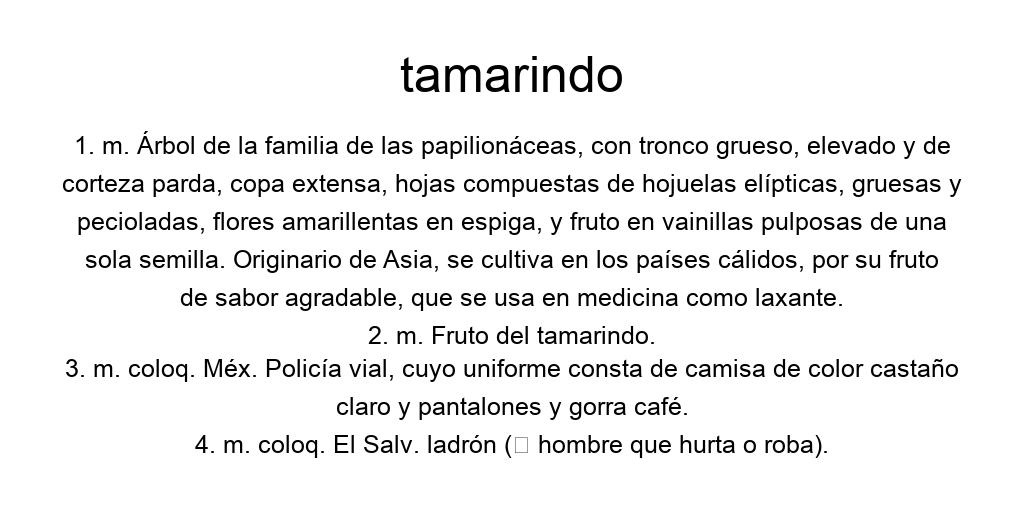 tamarindo
1. m. Árbol de la familia de las papilionáceas, con tronco grueso, elevado y de
corteza parda, copa extensa, hojas compuestas de hojuelas elípticas, gruesas y
pecioladas, flores amarillentas en espiga, y fruto en vainillas pulposas de una
sola semilla. Originario de Asia, se cultiva en los países cálidos, por su fruto
de sabor agradable, que se usa en medicina como laxante.
2. m. Fruto del tamarindo.
3. m. coloq. Méx. Policía vial, cuyo uniforme consta de camisa de color castaño
claro y pantalones y gorra café.
4. m. coloq. El Salv. ladrón (□ hombre que hurta o roba).